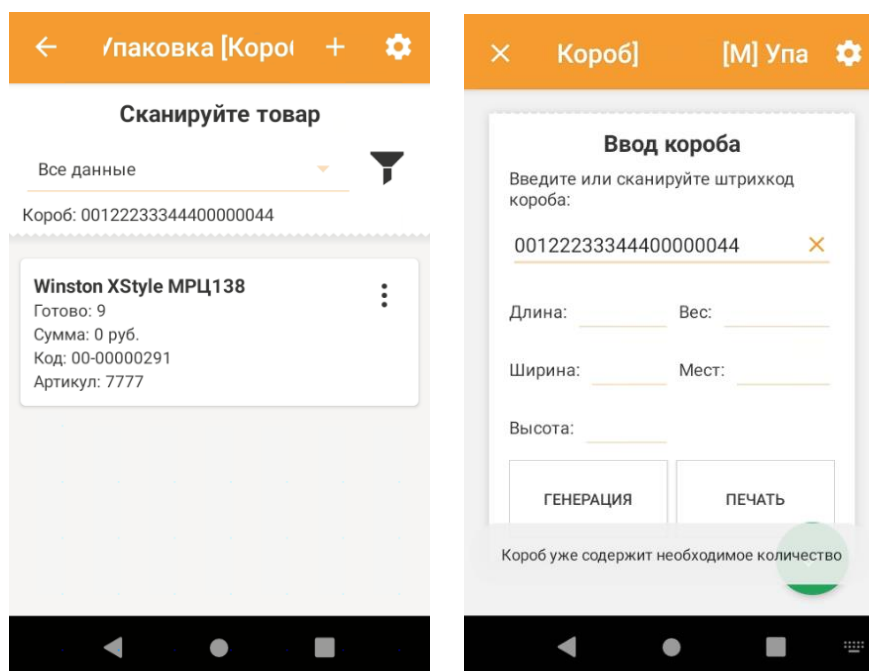 Упаковка [Короб
Сканируйте товар
Все данные
Короб: 00122233344400000044
Winston XStyle МРЦ138
Готово: 9
Сумма: 0 руб.
Код: 00-00000291
Артикул: 7777
Короб] [М] Упа
Ввод короба
Введите или сканируйте штрихкод
короба:
00122233344400000044
Длина: Вес:
Ширина: Мест:
Высота:
ГЕНЕРАЦИЯ ПЕЧАТЬ
Короб уже содержит необходимое количество